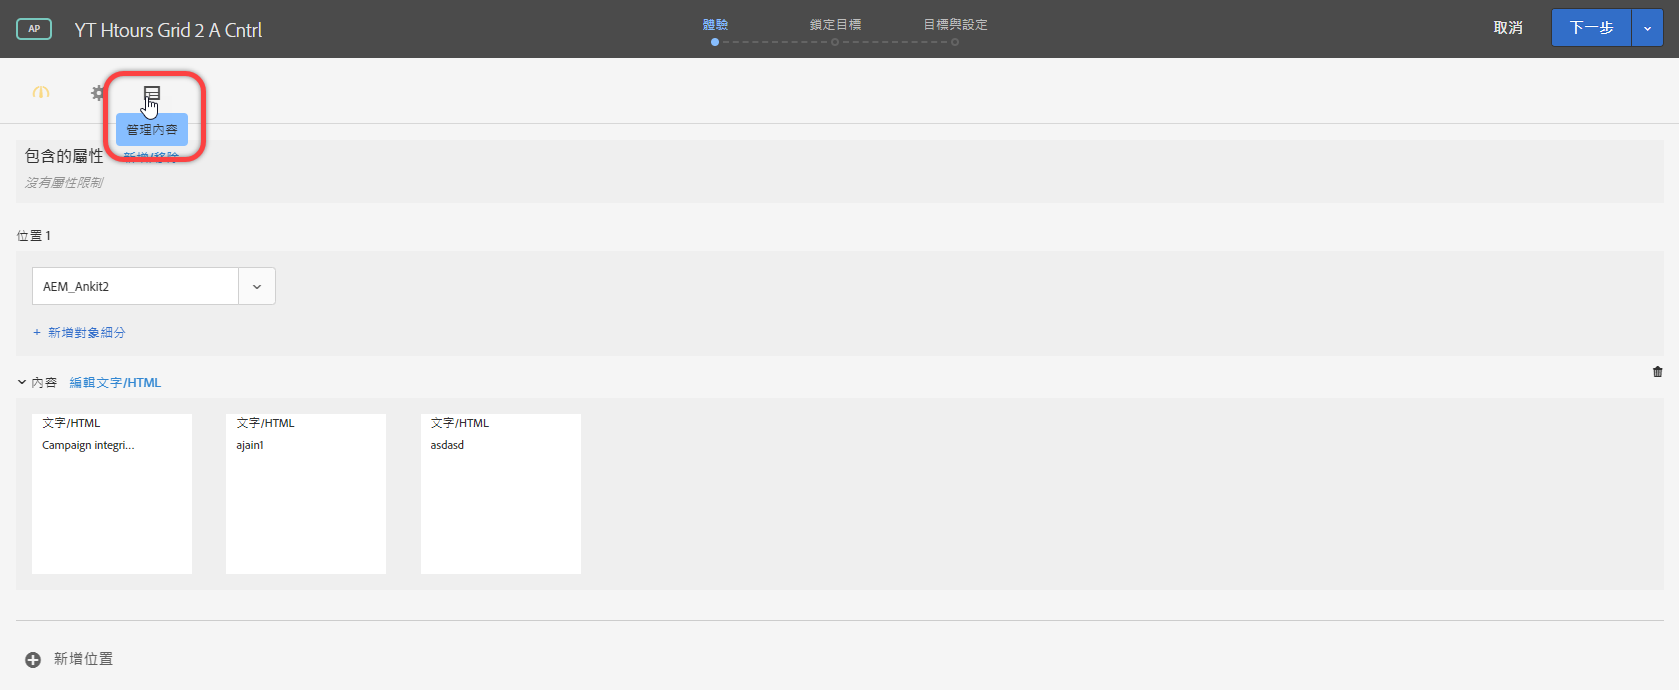 AP
YT Htours Grid 2 A Cntrl
體驗
鎖定目標
目標與設定
取消
下一步
管理內容
包含的屬性 新增/移除
沒有屬性限制
位置 1
AEM_Ankit2
+ 新增對象細分
內容 編輯文字/HTML
文字/HTML
Campaign integri...
文字/HTML
ajain1
文字/HTML
asdasd
新增位置